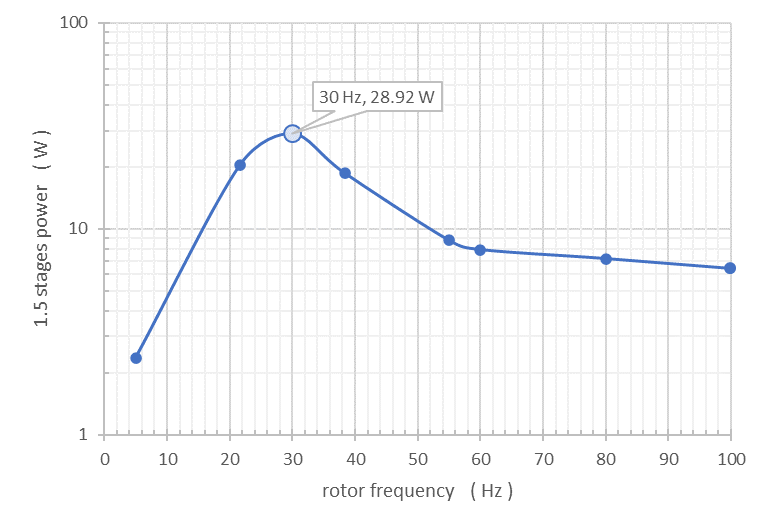 100
30 Hz, 28.92 W
1.5 stages power ( W )
10
1
0 10 20 30 40 50 60 70 80 90 100
rotor frequency ( Hz )